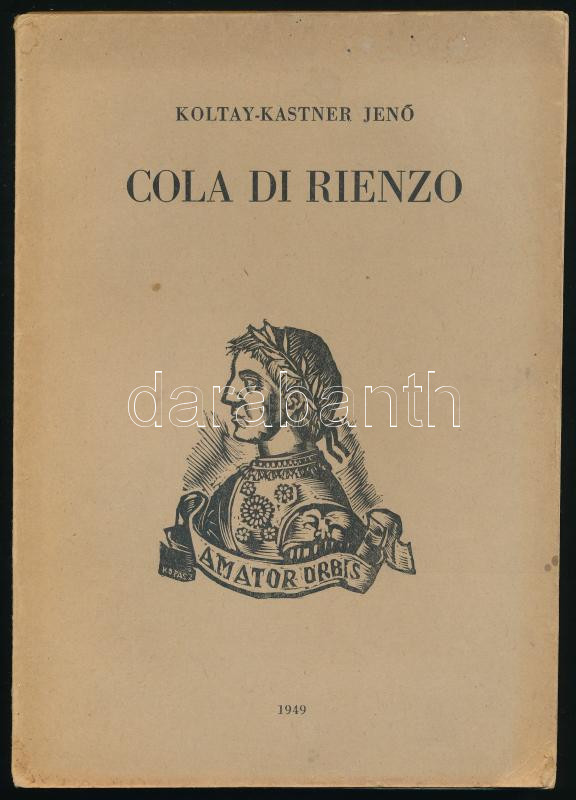 KOLTAY-KASTNER JENŐ
COLA DI RIENZO
darabanth
AMATOR ORBIS
1949